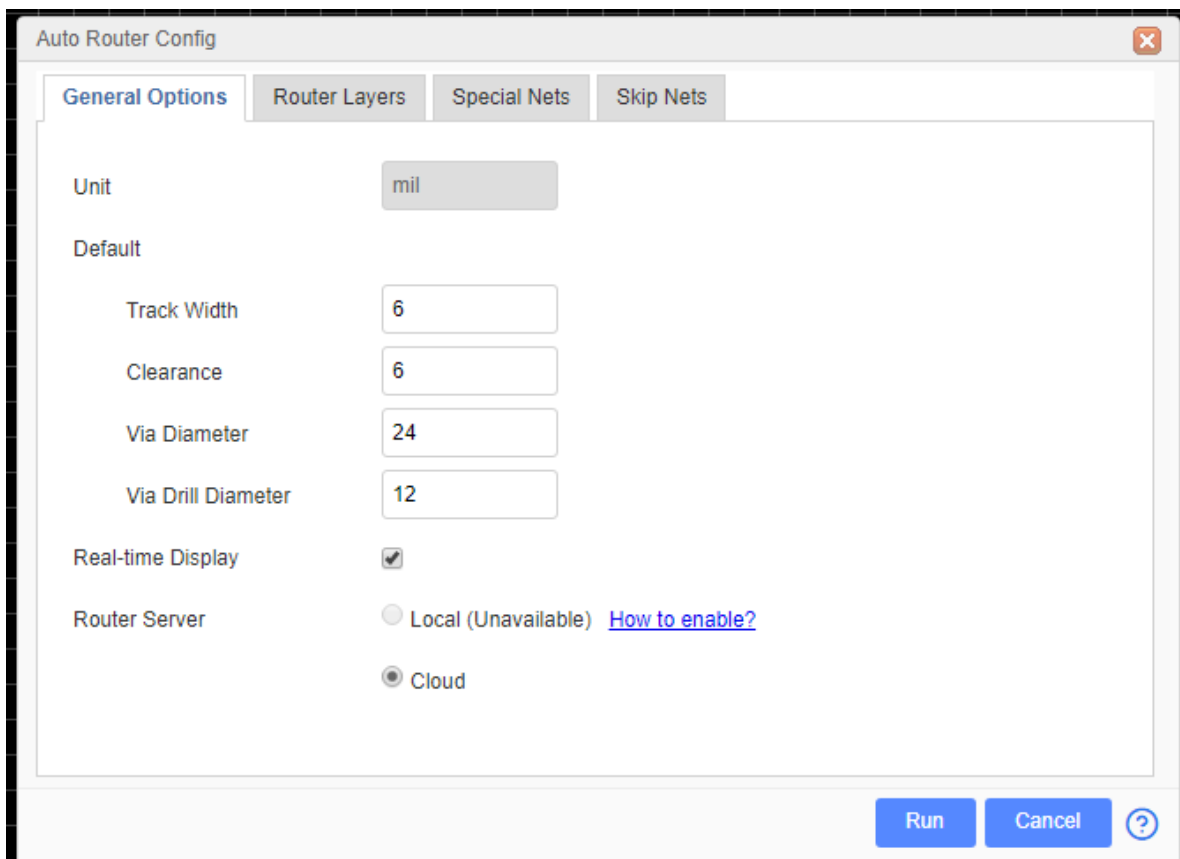 Auto Router Config
General Options Router Layers Special Nets Skip Nets
Unit mil
Default
Track Width 6
Clearance 6
Via Diameter 24
Via Drill Diameter 12
Real-time Display
Router Server Local (Unavailable) How to enable?
Cloud
Run Cancel ?